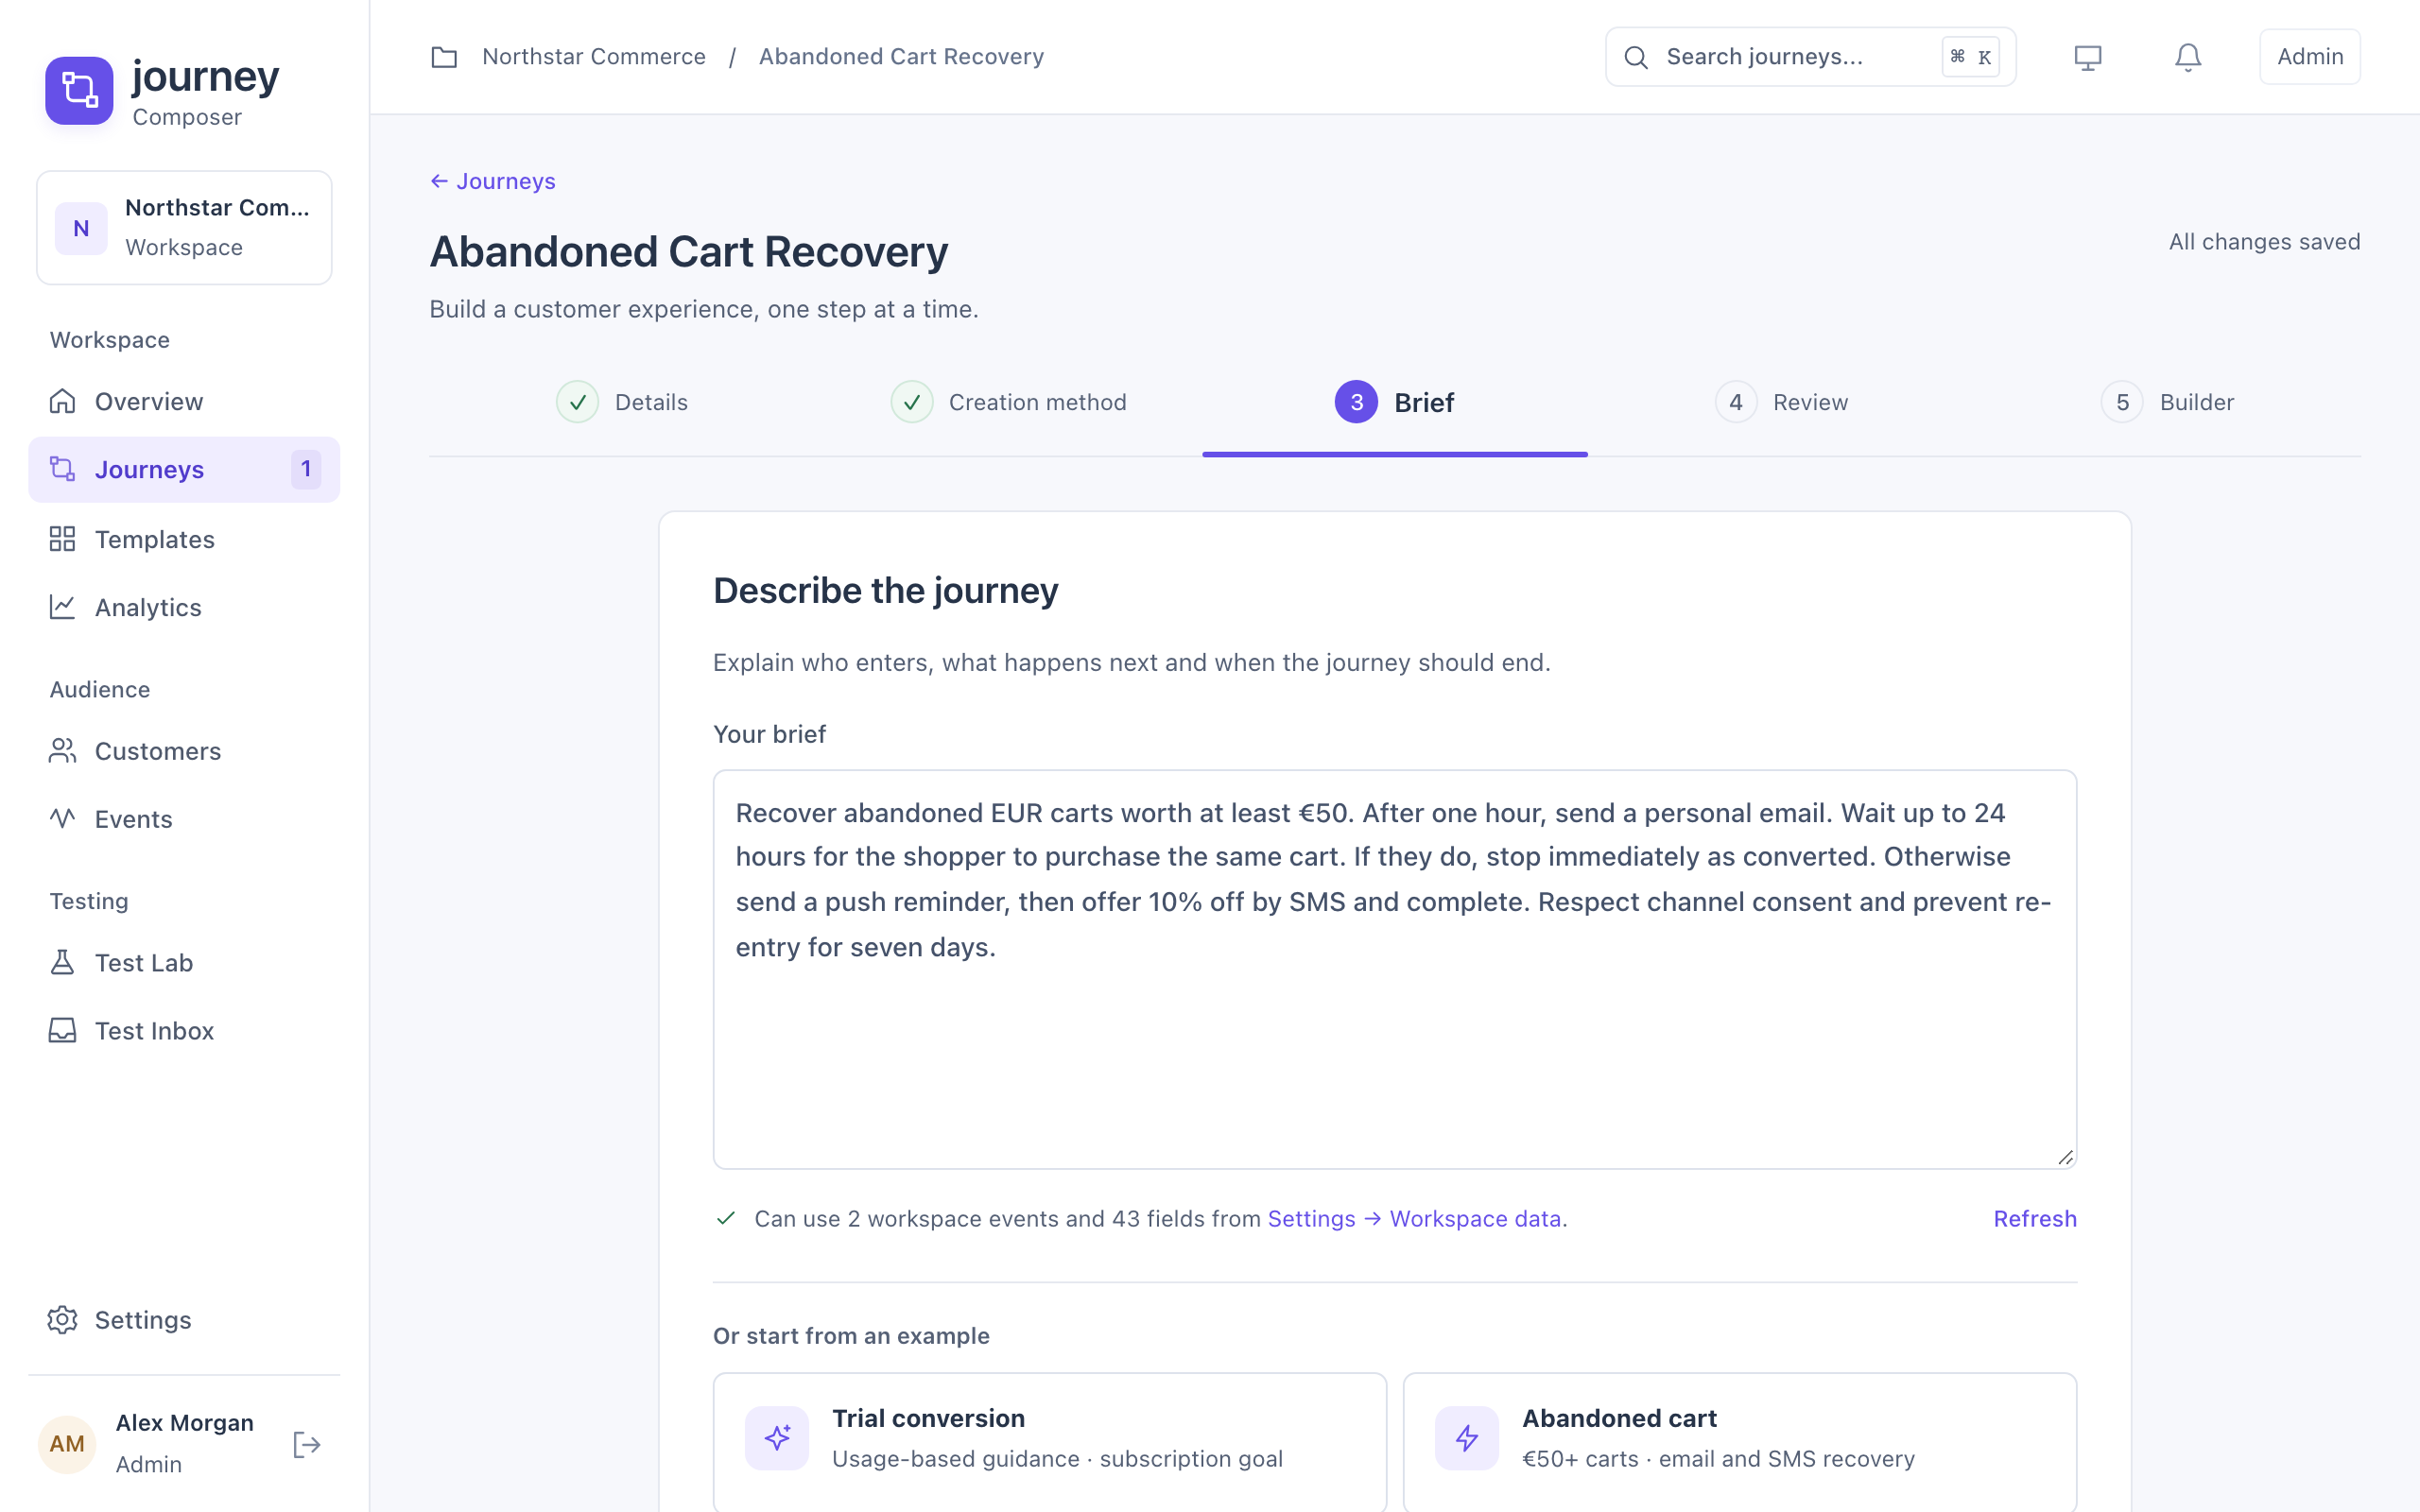 journey
Composer
N
Northstar Com...
Workspace
Workspace
Overview
Journeys
1
Templates
Analytics
Audience
Customers
Events
Testing
Test Lab
Test Inbox
Settings
AM
Alex Morgan
Admin
Northstar Commerce / Abandoned Cart Recovery
Search journeys...
⌘ K
Admin
← Journeys
Abandoned Cart Recovery
All changes saved
Build a customer experience, one step at a time.
Details
Creation method
3 Brief
4 Review
5 Builder
Describe the journey
Explain who enters, what happens next and when the journey should end.
Your brief
Recover abandoned EUR carts worth at least €50. After one hour, send a personal email. Wait up to 24
hours for the shopper to purchase the same cart. If they do, stop immediately as converted. Otherwise
send a push reminder, then offer 10% off by SMS and complete. Respect channel consent and prevent re-
entry for seven days.
Can use 2 workspace events and 43 fields from Settings → Workspace data.
Refresh
Or start from an example
Trial conversion
Usage-based guidance · subscription goal
Abandoned cart
€50+ carts · email and SMS recovery